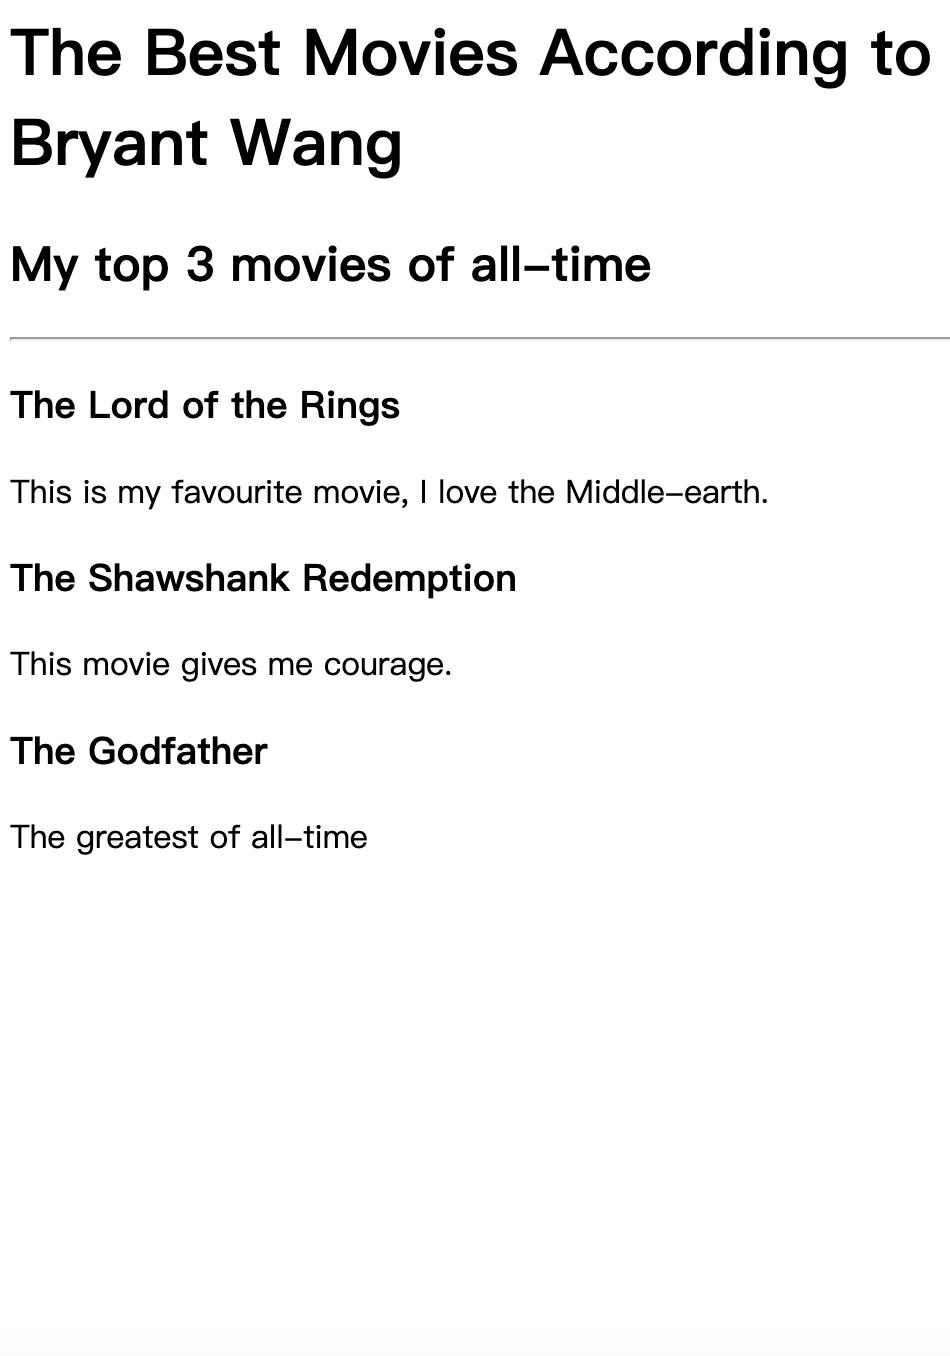 The Best Movies According to
Bryant Wang
My top 3 movies of all-time
The Lord of the Rings
This is my favourite movie, I love the Middle-earth.
The Shawshank Redemption
This movie gives me courage.
The Godfather
The greatest of all-time